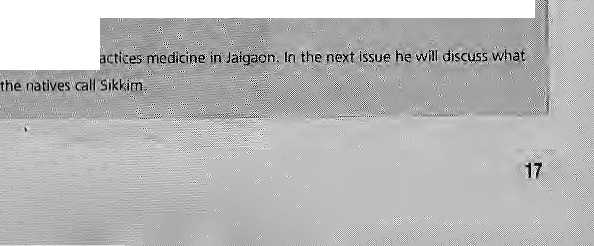 actices medicine in Jaigaon. In the next issue he will discuss what
the natives call Sikkim.
17